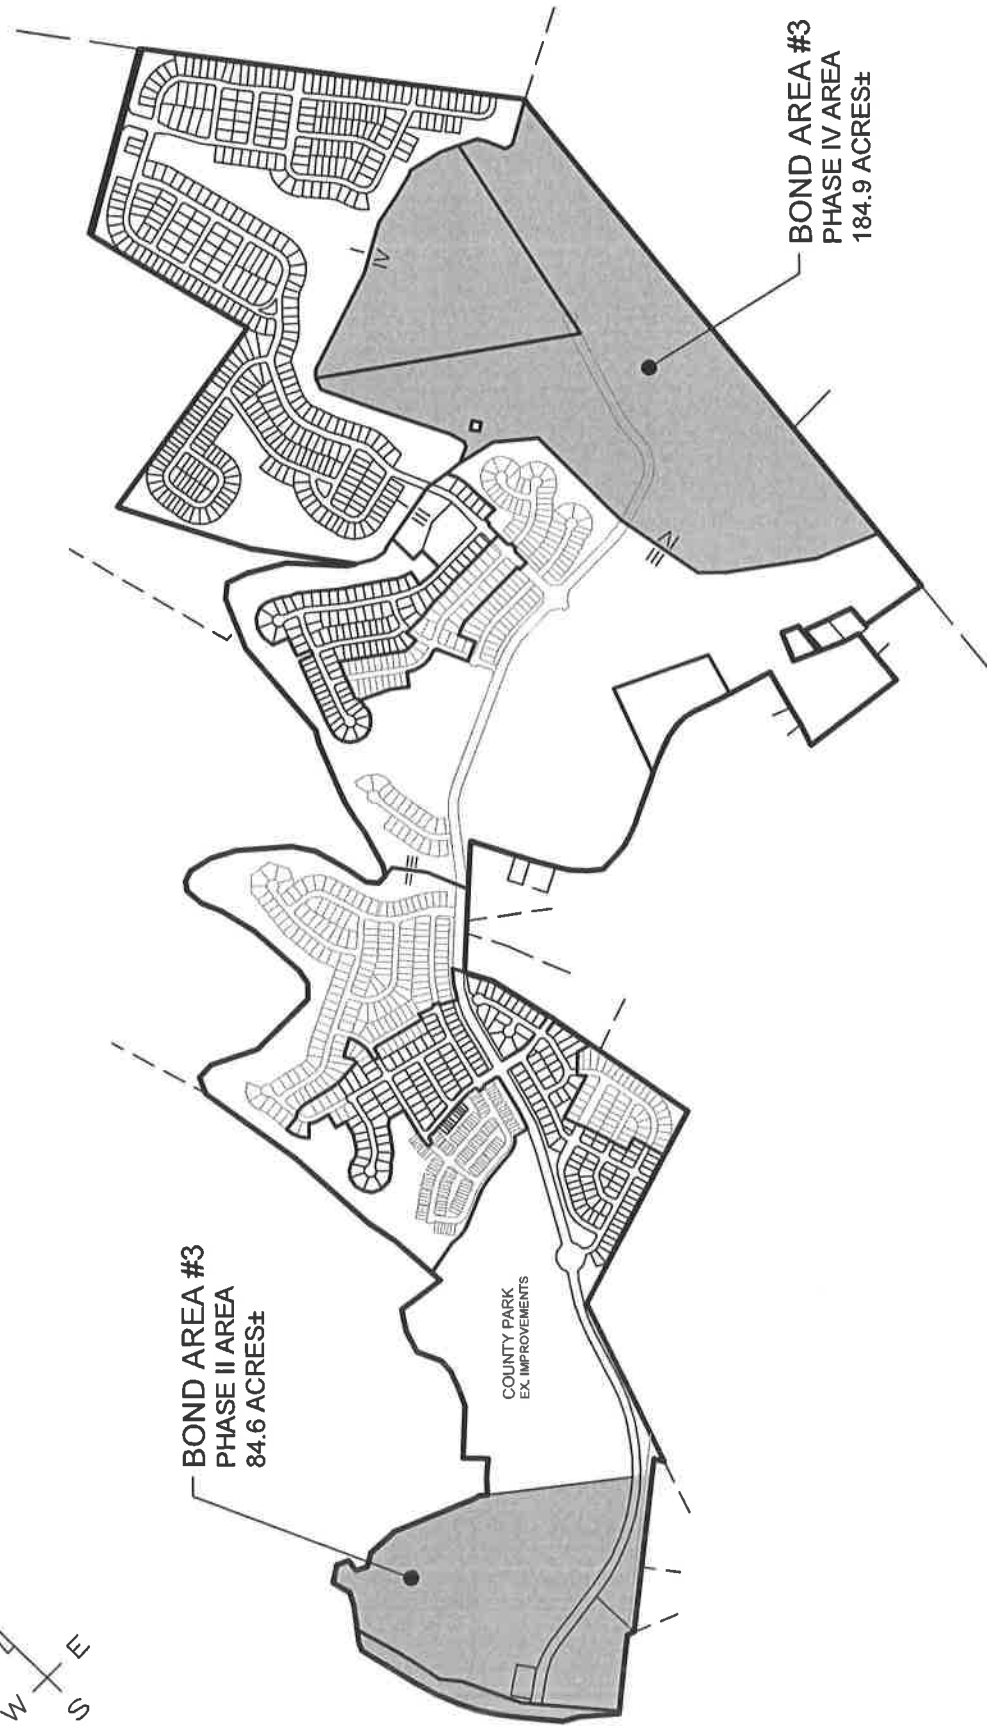 BOND AREA #3
PHASE IV AREA
184.9 ACRES±
IV
III
IV
III
III
II
BOND AREA #3
PHASE II AREA
84.6 ACRES±
COUNTY PARK
EX. IMPROVEMENTS
W
E
S